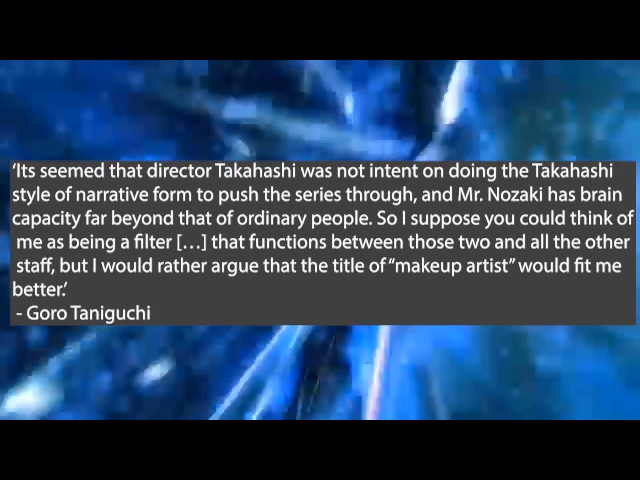 ‘Its seemed that director Takahashi was not intent on doing the Takahashi
style of narrative form to push the series through, and Mr. Nozaki has brain
capacity far beyond that of ordinary people. So I suppose you could think of
me as being a filter […] that functions between those two and all the other
staff, but I would rather argue that the title of “makeup artist” would fit me
better.’
- Goro Taniguchi